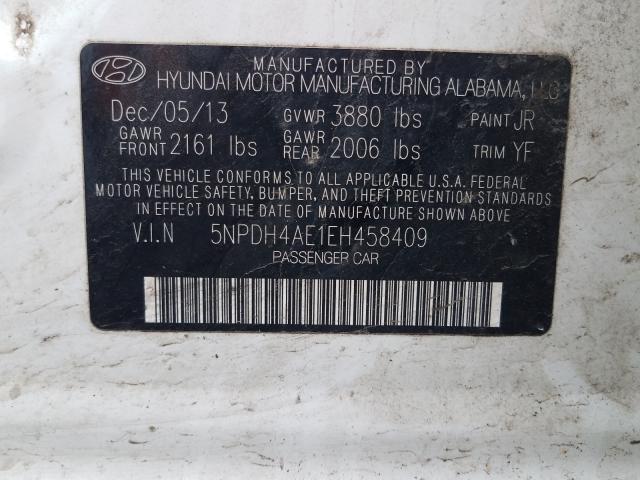 MANUFACTURED BY
HYUNDAI MOTOR MANUFACTURING ALABAMA, LLC
Dec/05/13 GVWR 3880 lbs PAINT JR
GAWR FRONT 2161 lbs GAWR REAR 2006 lbs TRIM YF
THIS VEHICLE CONFORMS TO ALL APPLICABLE U.S.A. FEDERAL
MOTOR VEHICLE SAFETY, BUMPER, AND THEFT PREVENTION STANDARDS
IN EFFECT ON THE DATE OF MANUFACTURE SHOWN ABOVE
V.I.N 5NPDH4AE1EH458409
PASSENGER CAR